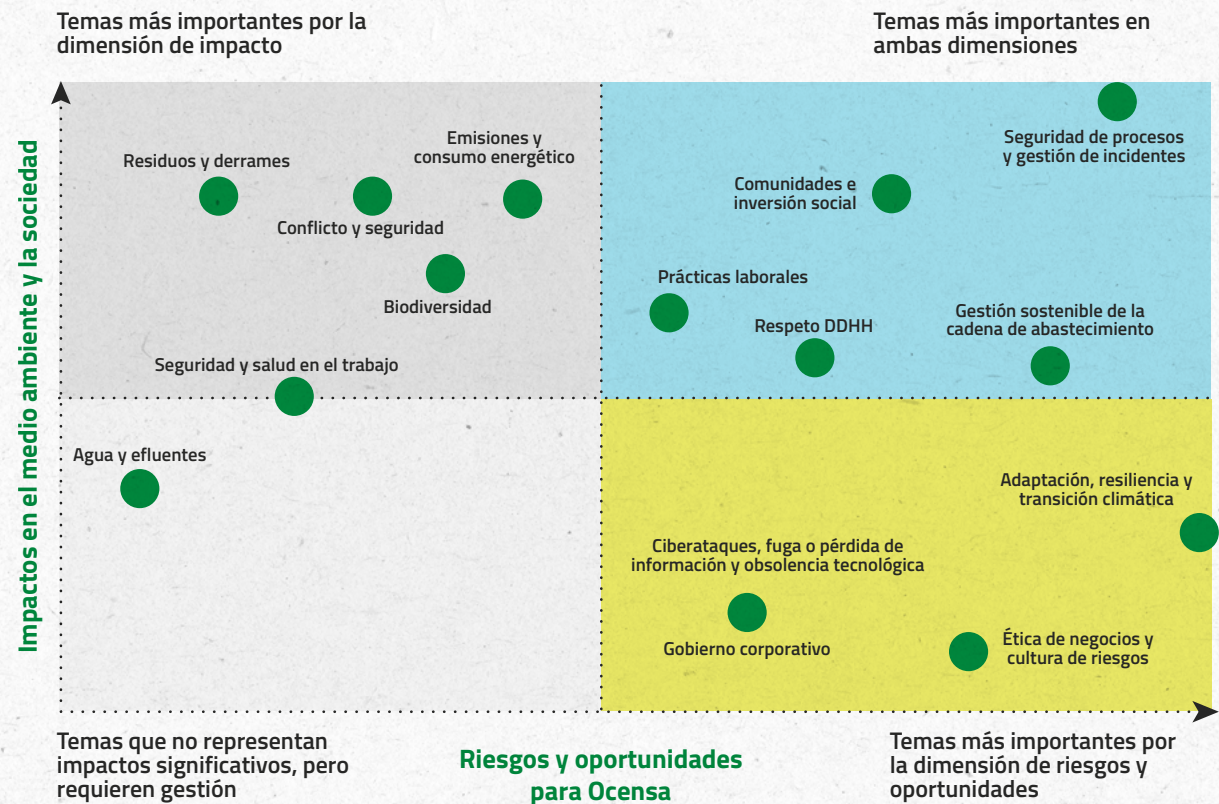 Temas más importantes por la
dimensión de impacto
Temas más importantes en
ambas dimensiones
Impactos en el medio ambiente y la sociedad
Residuos y derrames
Emisiones y
consumo energético
Conflicto y seguridad
Biodiversidad
Seguridad y salud en el trabajo
Seguridad de procesos
y gestión de incidentes
Comunidades e
inversión social
Prácticas laborales
Respeto DDHH
Gestión sostenible de la
cadena de abastecimiento
Agua y efluentes
Adaptación, resiliencia y
transición climática
Ciberataques, fuga o pérdida de
información y obsolencia tecnológica
Gobierno corporativo
Ética de negocios y
cultura de riesgos
Temas que no representan
impactos significativos, pero
requieren gestión
Riesgos y oportunidades
para Ocensa
Temas más importantes por
la dimensión de riesgos y
oportunidades